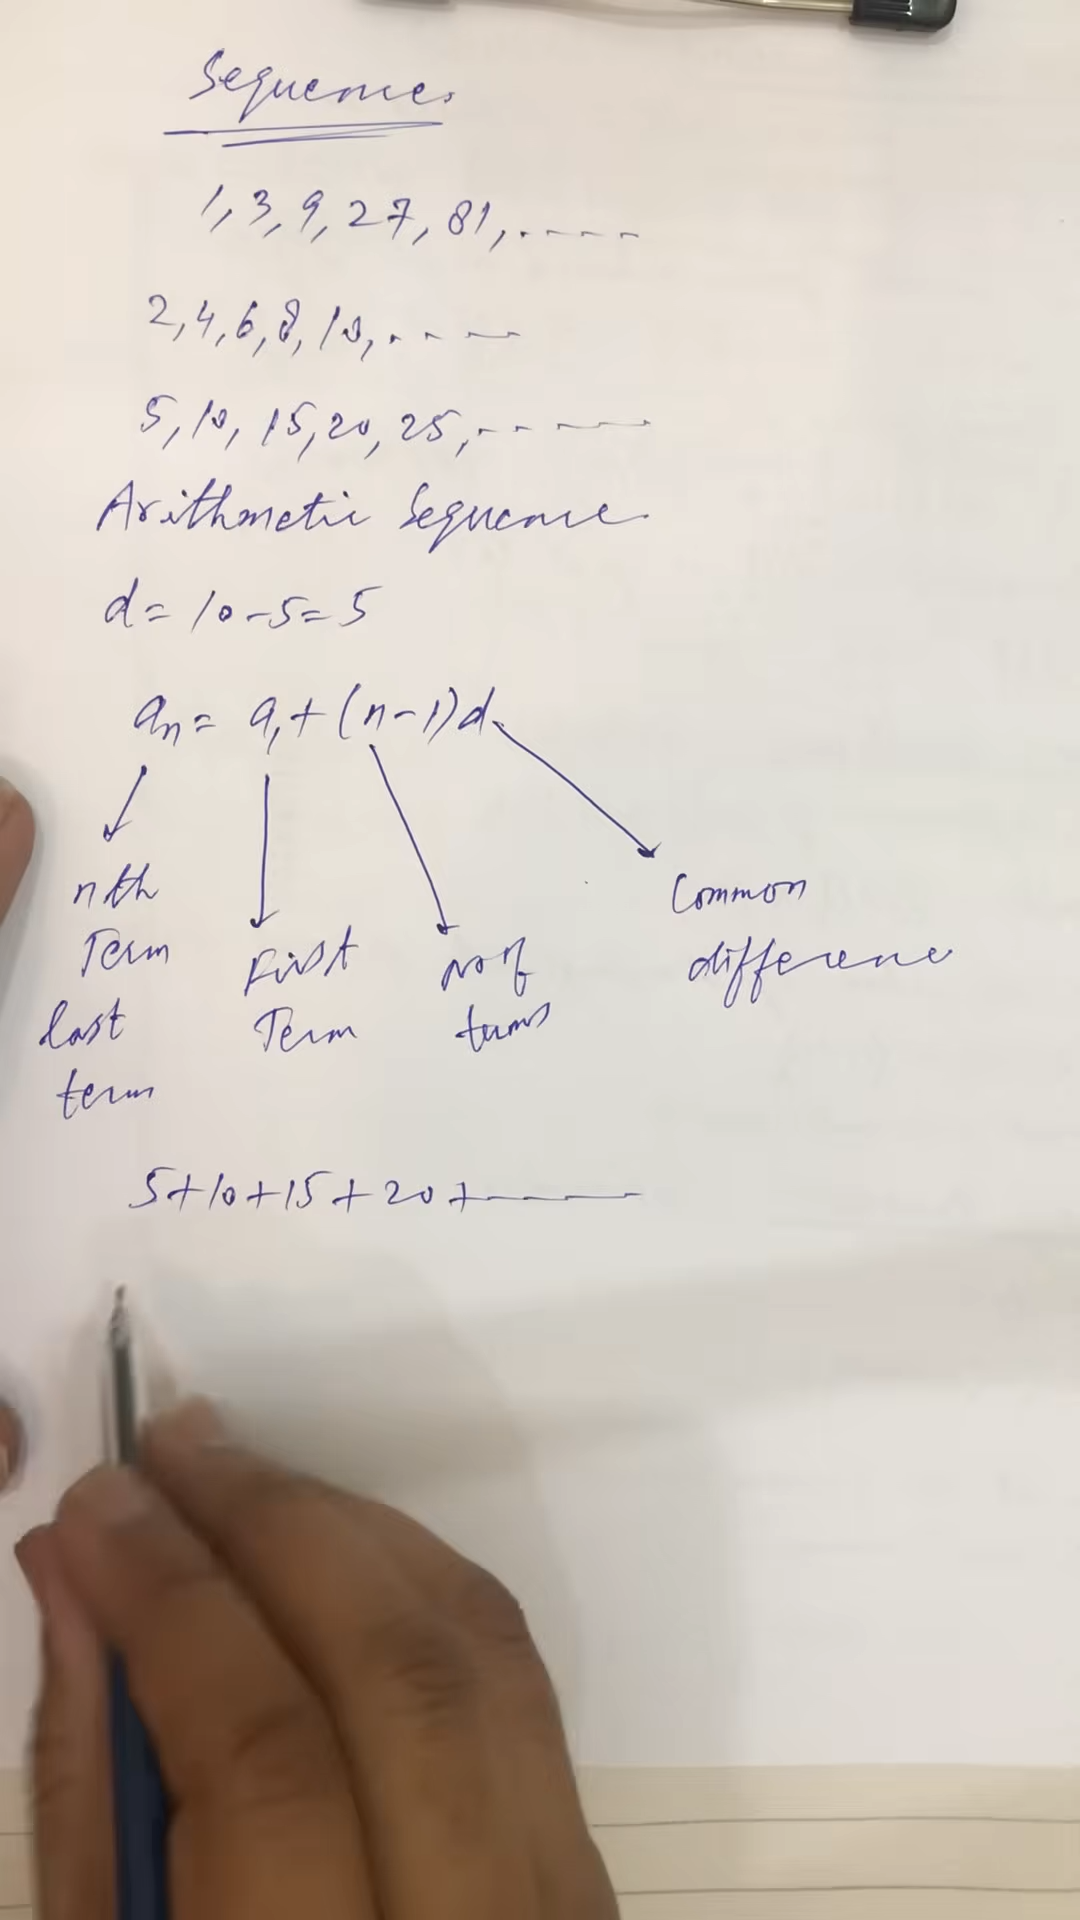 Sequence.
1, 3, 9, 27, 81, .----
2, 4, 6, 8, 10, . - - —
5, 10, 15, 20, 25, - - - —
Arithmetic Sequence
d = 10 - 5 = 5
an = a1 + (n-1)d
nth
Term
last
term
First
Term
no of
terms
Common
difference
5+10+15+20+———